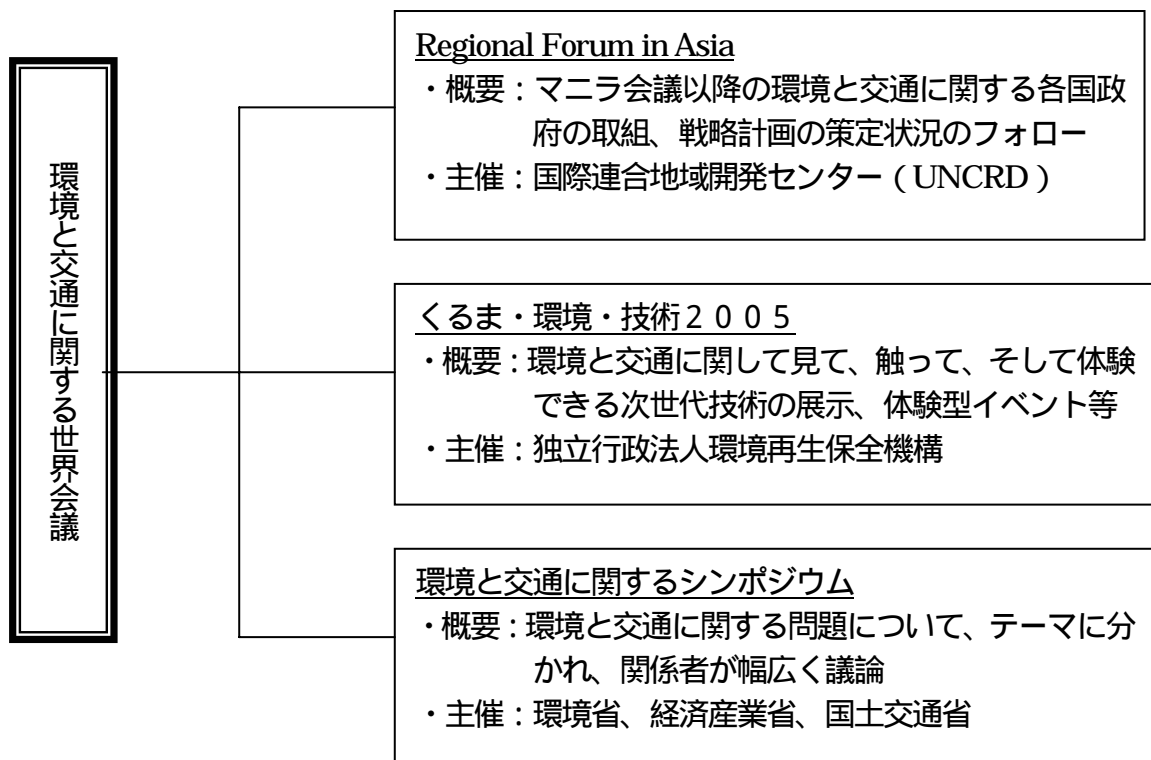 環境と交通に関する世界会議
Regional Forum in Asia
・概要：マニラ会議以降の環境と交通に関する各国政
府の取組、戦略計画の策定状況のフォロー
・主催：国際連合地域開発センター（UNCRD）
くるま・環境・技術２００５
・概要：環境と交通に関して見て、触って、そして体験
できる次世代技術の展示、体験型イベント等
・主催：独立行政法人環境再生保全機構
環境と交通に関するシンポジウム
・概要：環境と交通に関する問題について、テーマに分
かれ、関係者が幅広く議論
・主催：環境省、経済産業省、国土交通省